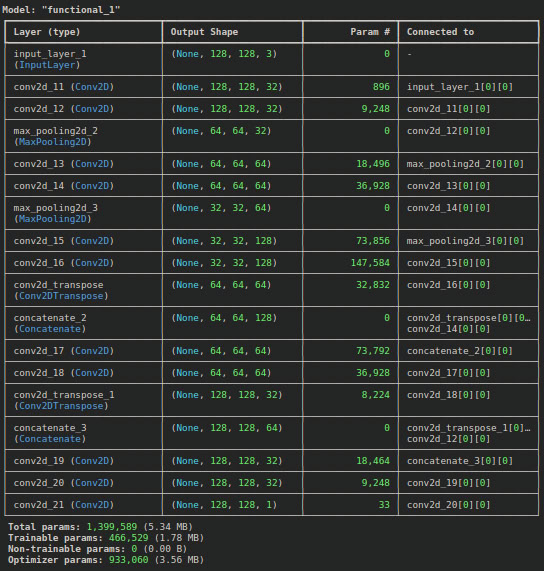 Model: "functional_1"
Layer (type) Output Shape Param # Connected to
input_layer_1 (None, 128, 128, 3) 0 -
(InputLayer)
conv2d_11 (Conv2D) (None, 128, 128, 32) 896 input_layer_1[0][0]
conv2d_12 (Conv2D) (None, 128, 128, 32) 9,248 conv2d_11[0][0]
max_pooling2d_2 (None, 64, 64, 32) 0 conv2d_12[0][0]
(MaxPooling2D)
conv2d_13 (Conv2D) (None, 64, 64, 64) 18,496 max_pooling2d_2[0][0]
conv2d_14 (Conv2D) (None, 64, 64, 64) 36,928 conv2d_13[0][0]
max_pooling2d_3 (None, 32, 32, 64) 0 conv2d_14[0][0]
(MaxPooling2D)
conv2d_15 (Conv2D) (None, 32, 32, 128) 73,856 max_pooling2d_3[0][0]
conv2d_16 (Conv2D) (None, 32, 32, 128) 147,584 conv2d_15[0][0]
conv2d_transpose (None, 64, 64, 64) 32,832 conv2d_16[0][0]
(Conv2DTranspose)
concatenate_2 (None, 64, 64, 128) 0 conv2d_transpose[0][0…
(Concatenate) conv2d_14[0][0]
conv2d_17 (Conv2D) (None, 64, 64, 64) 73,792 concatenate_2[0][0]
conv2d_18 (Conv2D) (None, 64, 64, 64) 36,928 conv2d_17[0][0]
conv2d_transpose_1 (None, 128, 128, 32) 8,224 conv2d_18[0][0]
(Conv2DTranspose)
concatenate_3 (None, 128, 128, 64) 0 conv2d_transpose_1[0]…
(Concatenate) conv2d_12[0][0]
conv2d_19 (Conv2D) (None, 128, 128, 32) 18,464 concatenate_3[0][0]
conv2d_20 (Conv2D) (None, 128, 128, 32) 9,248 conv2d_19[0][0]
conv2d_21 (Conv2D) (None, 128, 128, 1) 33 conv2d_20[0][0]
Total params: 1,399,589 (5.34 MB)
Trainable params: 466,529 (1.78 MB)
Non-trainable params: 0 (0.00 B)
Optimizer params: 933,060 (3.56 MB)